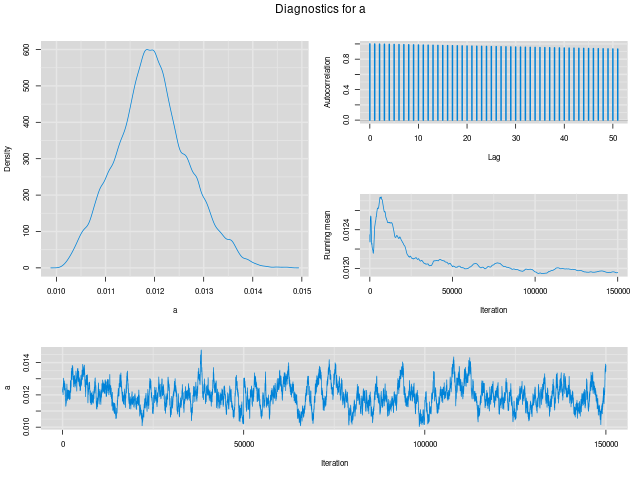 Diagnostics for a
Density
600
500
400
300
200
100
0
0.010 0.011 0.012 0.013 0.014 0.015
a
Autocorrelation
0.8
0.4
0.0
0 10 20 30 40 50
Lag
Running mean
0.0124
0.0120
0 50000 100000 150000
Iteration
a
0.014
0.012
0.010
0 50000 100000 150000
Iteration